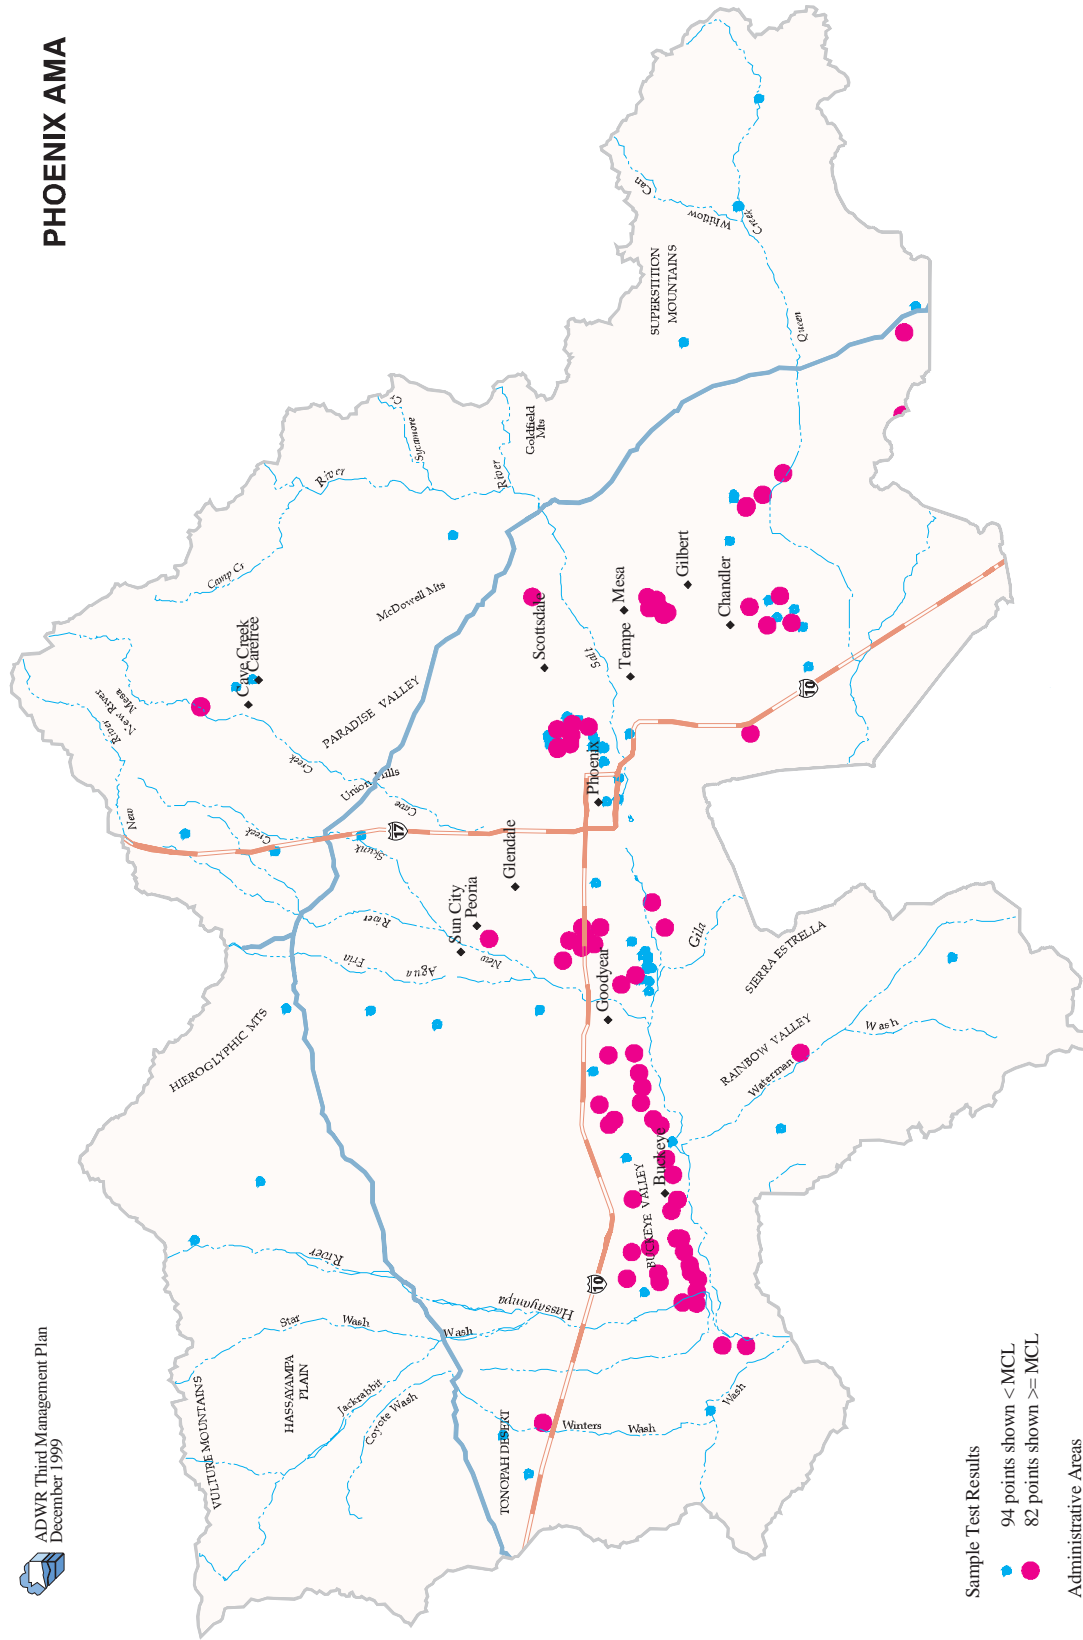 PHOENIX AMA
ADWR Third Management Plan
December 1999
New
River
New River
Mesa
Cave Creek
Carefree
Camp Cr
River
Sycamore
Cr
River
Goldfield
Mts
McDowell Mts
PARADISE VALLEY
Creek
Cave
Union Hills
Creek
Skunk
17
Scottsdale
Salt
Tempe
Mesa
Gilbert
Chandler
SUPERSTITION
MOUNTAINS
Whitlow
Can
Creek
Queen
10
Phoenix
Glendale
Peoria
Sun City
River
New
Agua
Fria
Goodyear
Gila
SIERRA ESTRELLA
RAINBOW VALLEY
Waterman
Wash
HIEROGLYPHIC MTS
Buckeye
BUCKEYE VALLEY
River
Hassayampa
10
Star
Wash
Wash
HASSAYAMPA
PLAIN
VULTURE MOUNTAINS
Jackrabbit
Coyote Wash
TONOPAH DESERT
Winters
Wash
Wash
Sample Test Results
94 points shown < MCL
82 points shown >= MCL
Administrative Areas